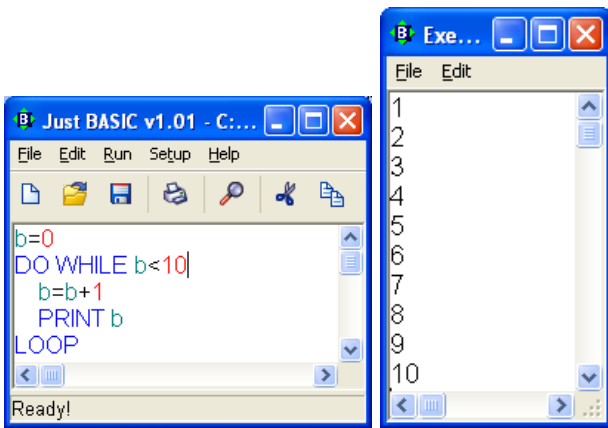 Just BASIC v1.01 - C:...
File Edit Run Setup Help
b=0
DO WHILE b<10
b=b+1
PRINT b
LOOP
Ready!
Exe...
File Edit
1
2
3
4
5
6
7
8
9
10